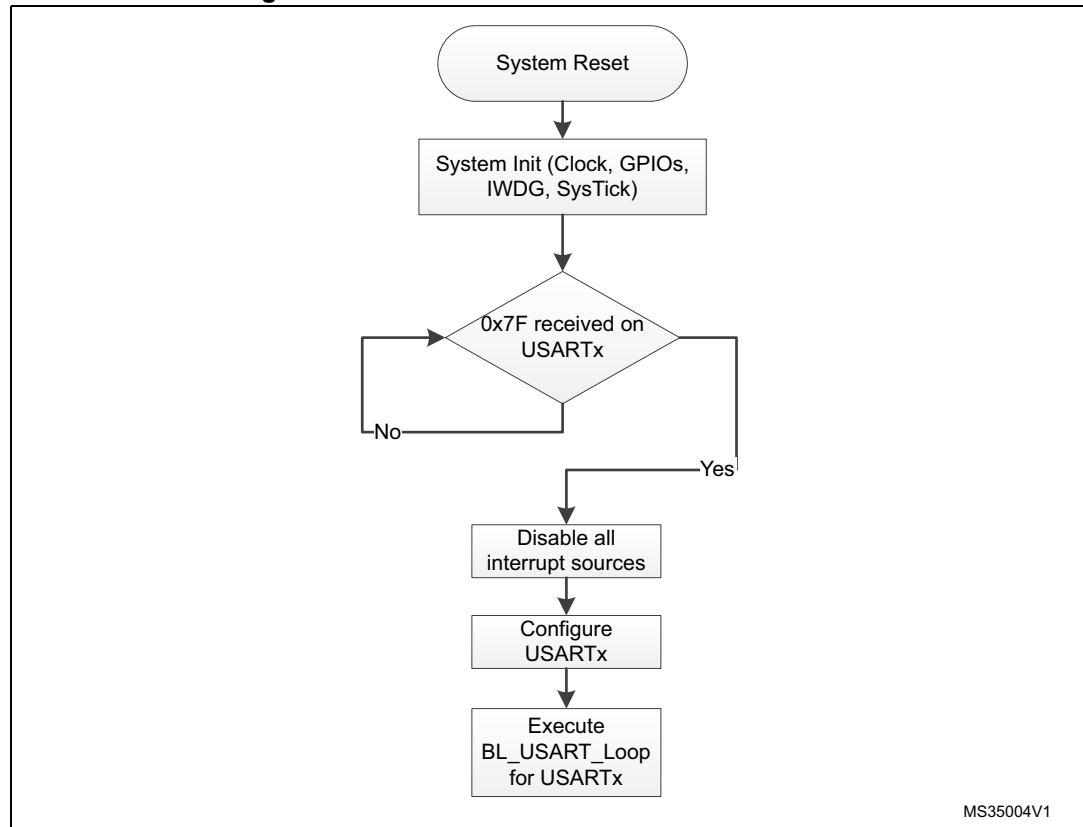 System Reset
System Init (Clock, GPIOs,
IWDG, SysTick)
0x7F received on
USARTx
No
Yes
Disable all
interrupt sources
Configure
USARTx
Execute
BL_USART_Loop
for USARTx
MS35004V1